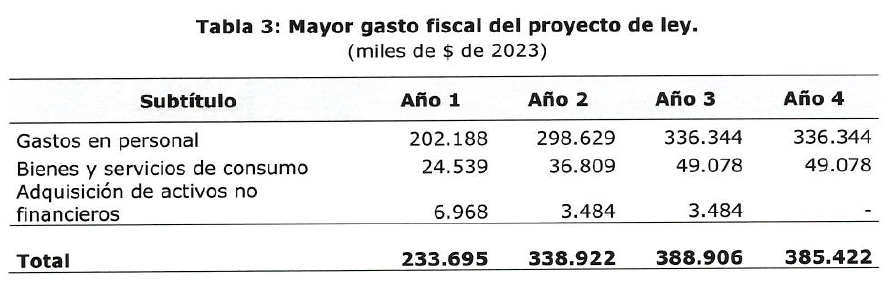 Tabla 3: Mayor gasto fiscal del proyecto de ley.
(miles de $ de 2023)
Subtítulo Año 1 Año 2 Año 3 Año 4
Gastos en personal 202.188 298.629 336.344 336.344
Bienes y servicios de consumo 24.539 36.809 49.078 49.078
Adquisición de activos no
financieros 6.968 3.484 3.484 -
Total 233.695 338.922 388.906 385.422